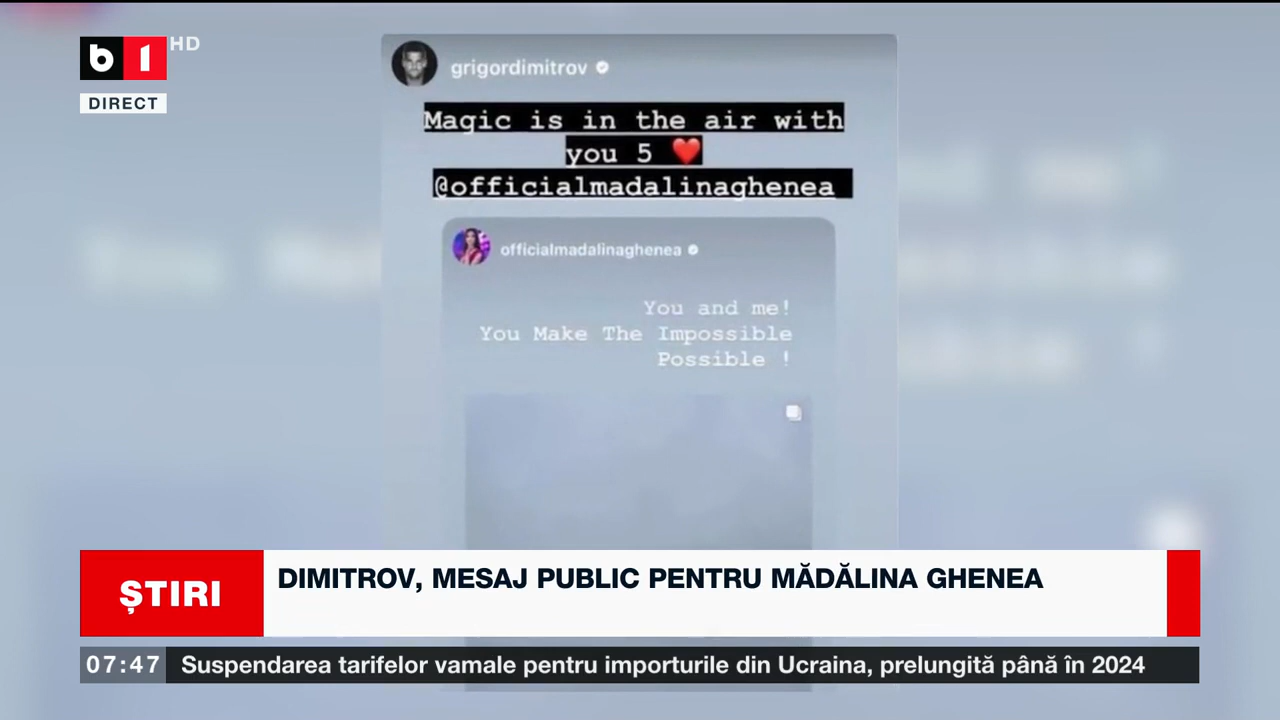 b1 HD
DIRECT
grigordimitrov
Magic is in the air with
you 5 ❤️
@officialmadalinaghenea
officialmadalinaghenea
You and me!
You Make The Impossible
Possible !
ȘTIRI
DIMITROV, MESAJ PUBLIC PENTRU MĂDĂLINA GHENEA
07:47 Suspendarea tarifelor vamale pentru importurile din Ucraina, prelungită până în 2024